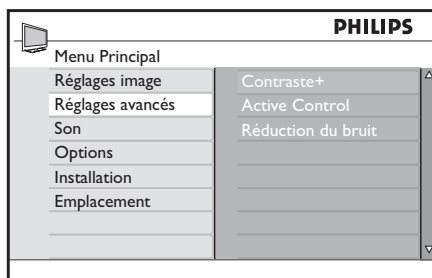 PHILIPS
Menu Principal
Réglages image
Contraste+
Réglages avancés
Active Control
Son
Réduction du bruit
Options
Installation
Emplacement